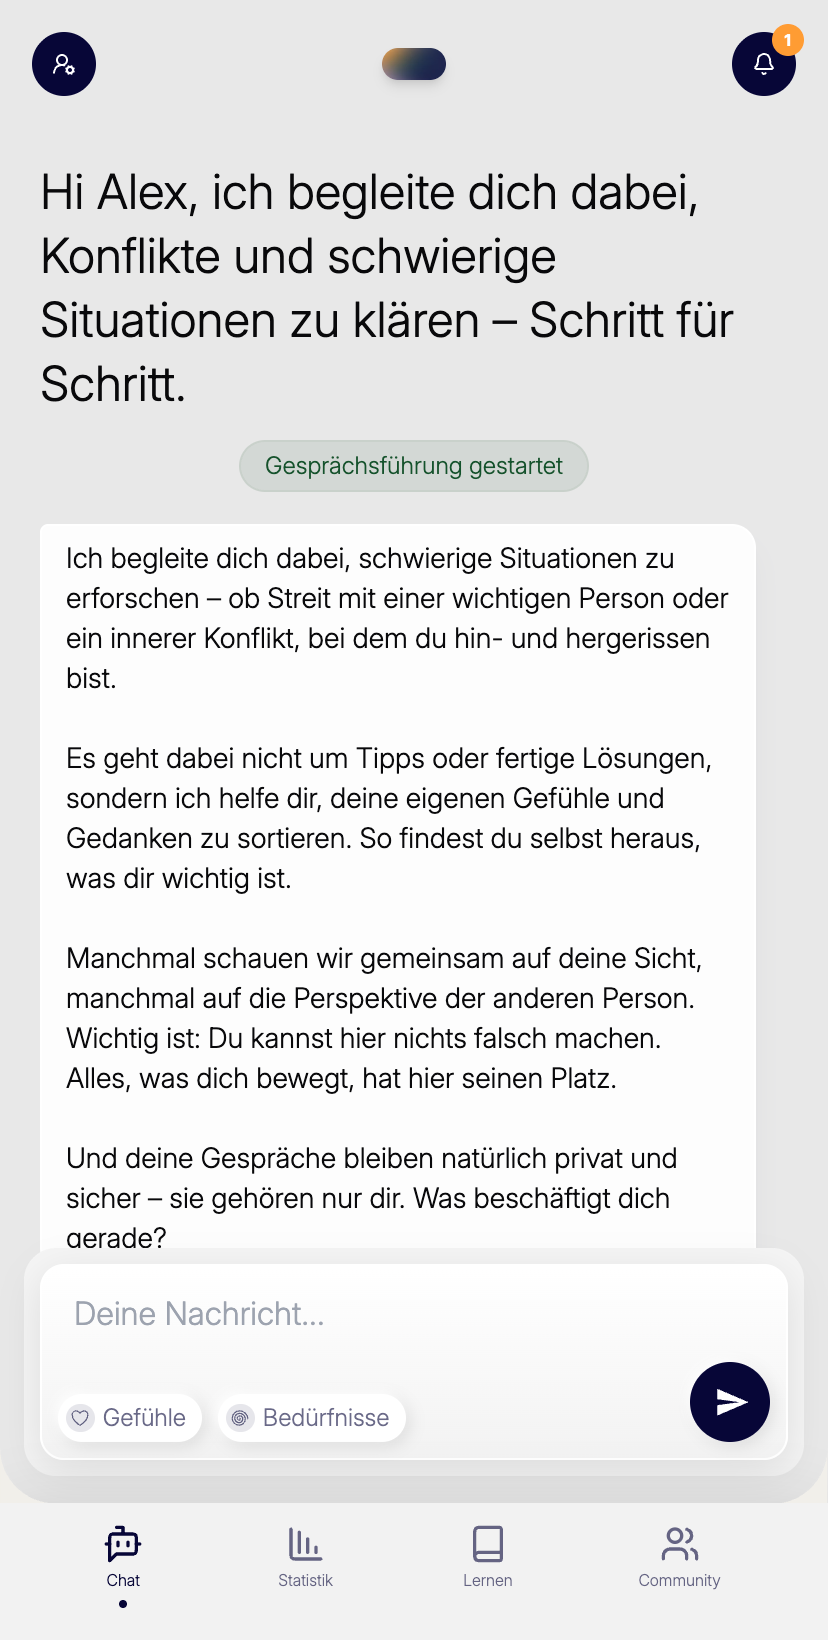 1
Hi Alex, ich begleite dich dabei,
Konflikte und schwierige
Situationen zu klären – Schritt für
Schritt.
Gesprächsführung gestartet
Ich begleite dich dabei, schwierige Situationen zu
erforschen – ob Streit mit einer wichtigen Person oder
ein innerer Konflikt, bei dem du hin- und hergerissen
bist.
Es geht dabei nicht um Tipps oder fertige Lösungen,
sondern ich helfe dir, deine eigenen Gefühle und
Gedanken zu sortieren. So findest du selbst heraus,
was dir wichtig ist.
Manchmal schauen wir gemeinsam auf deine Sicht,
manchmal auf die Perspektive der anderen Person.
Wichtig ist: Du kannst hier nichts falsch machen.
Alles, was dich bewegt, hat hier seinen Platz.
Und deine Gespräche bleiben natürlich privat und
sicher – sie gehören nur dir. Was beschäftigt dich
gerade?
Deine Nachricht...
Gefühle Bedürfnisse
Chat Statistik Lernen Community